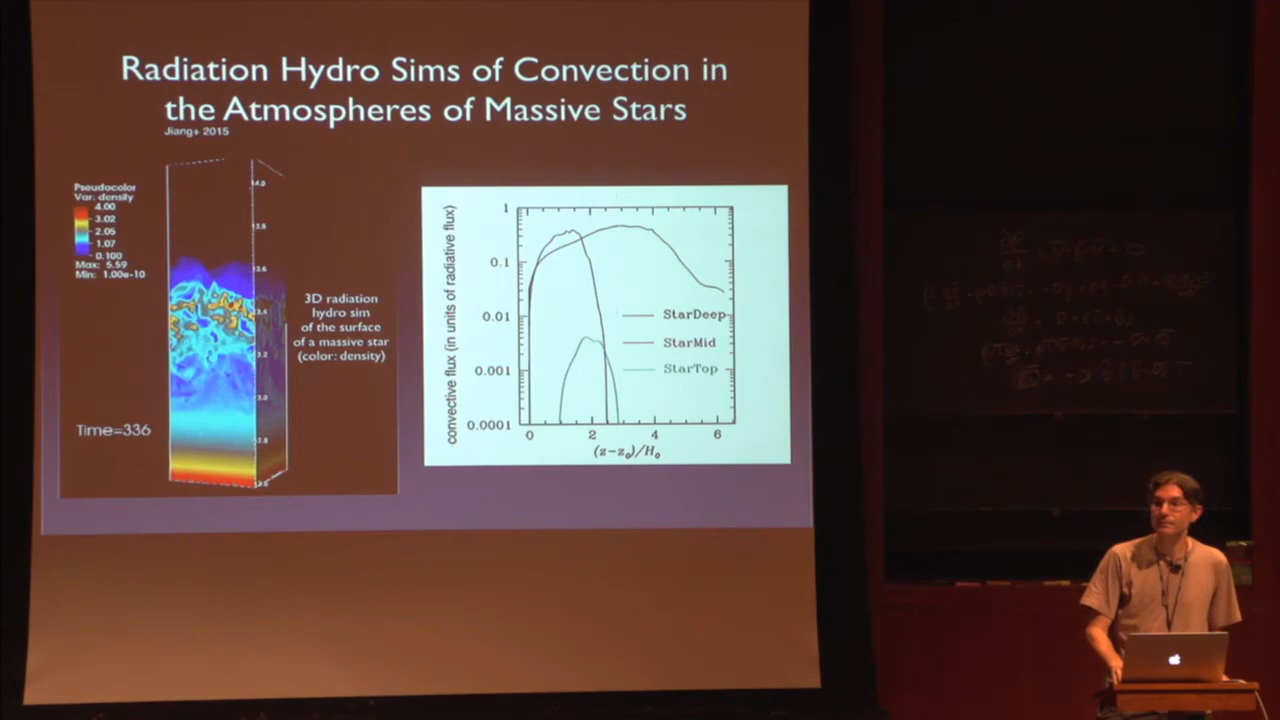 Radiation Hydro Sims of Convection in
the Atmospheres of Massive Stars
Jiang+ 2015
Pseudocolor
Var: density
4.00
3.02
2.05
1.07
0.100
Max: 5.59
Min: 1.00e-10
Time=336
3D radiation
hydro sim
of the surface
of a massive star
(color: density)
convective flux (in units of radiative flux)
1
0.1
0.01
0.001
0.0001
StarDeep
StarMid
StarTop
0 2 4 6
(z-z₀)/H₀